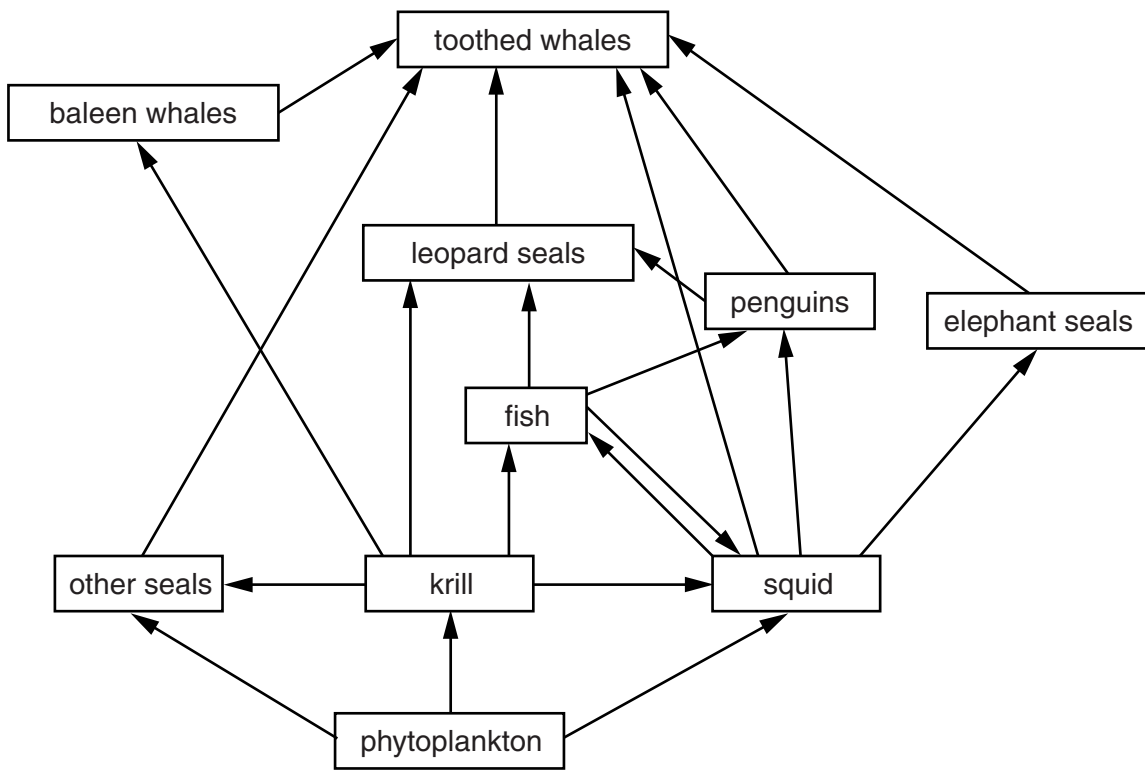 toothed whales
baleen whales
leopard seals
penguins
elephant seals
fish
other seals
krill
squid
phytoplankton